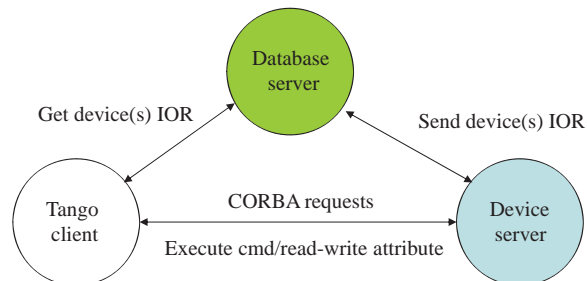 Database
server
Get device(s) IOR
Send device(s) IOR
Tango
client
CORBA requests
Execute cmd/read-write attribute
Device
server